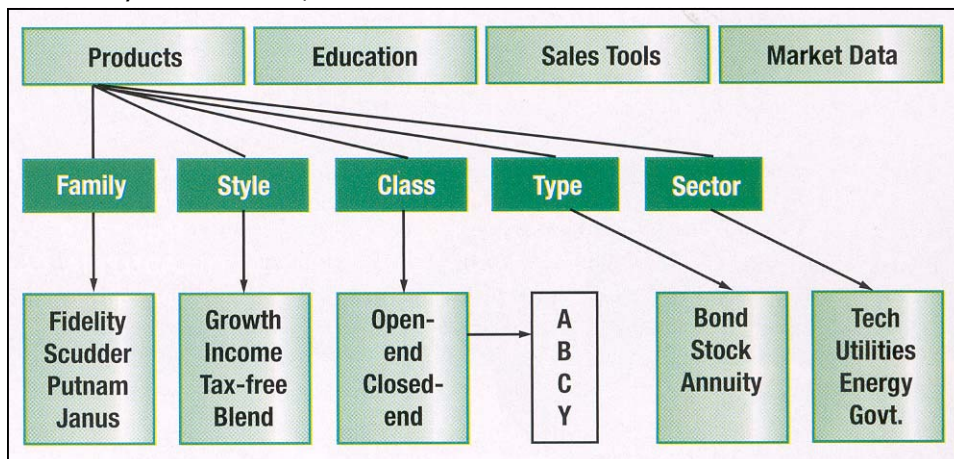 Products
Education
Sales Tools
Market Data
Family
Style
Class
Type
Sector
Fidelity
Scudder
Putnam
Janus
Growth
Income
Tax-free
Blend
Open-
end
Closed-
end
A
B
C
Y
Bond
Stock
Annuity
Tech
Utilities
Energy
Govt.